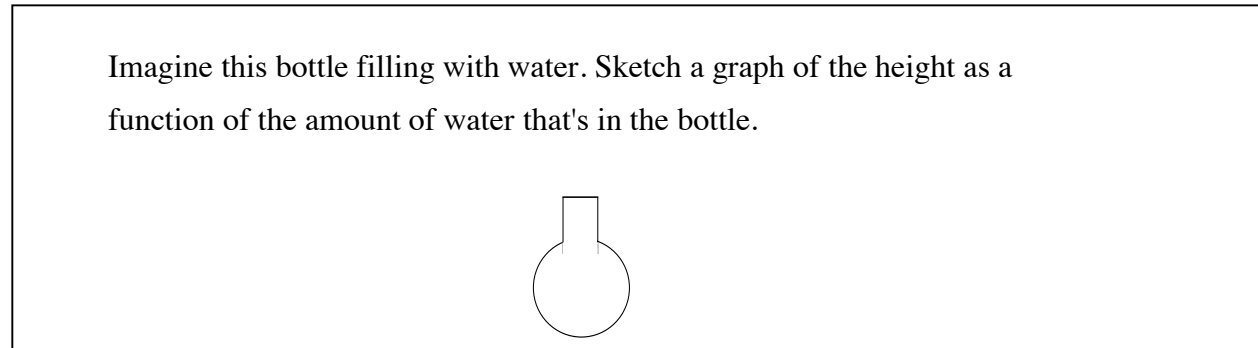 Imagine this bottle filling with water. Sketch a graph of the height as a
function of the amount of water that's in the bottle.